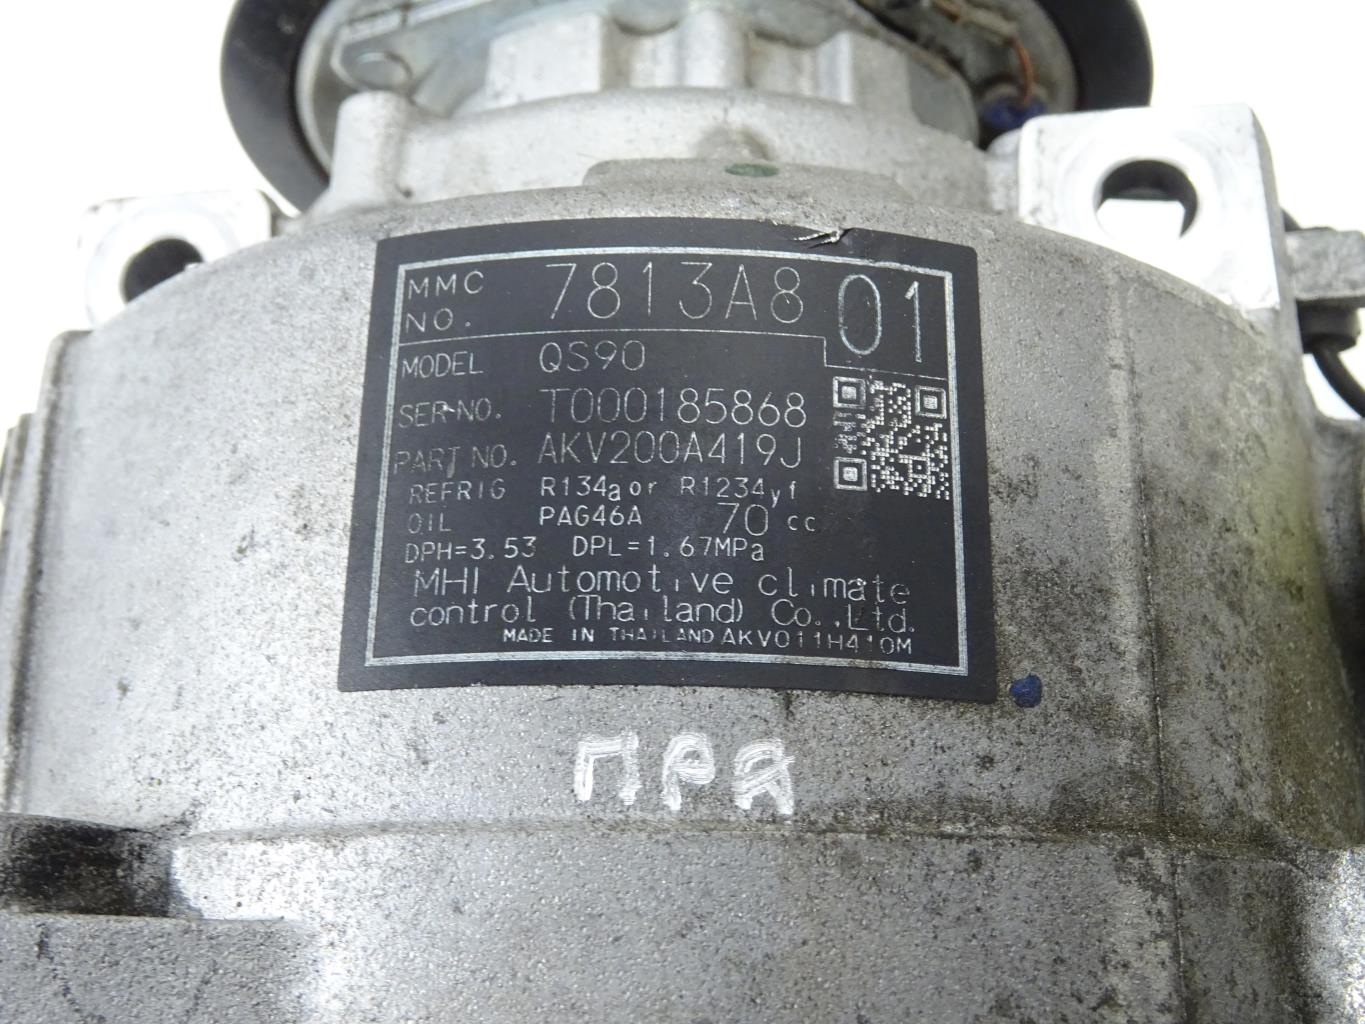 MMC NO. 7813A8 01
MODEL QS90
SER-NO. T000185868
PART NO. AKV200A419J
REFRIG R134a or R1234yf
OIL PAG46A 70 cc
DPH=3.53 DPL=1.67MPa
MHI Automotive climate
control (Thailand) Co.,Ltd.
MADE IN THAILAND AKV011H410M
ПРА